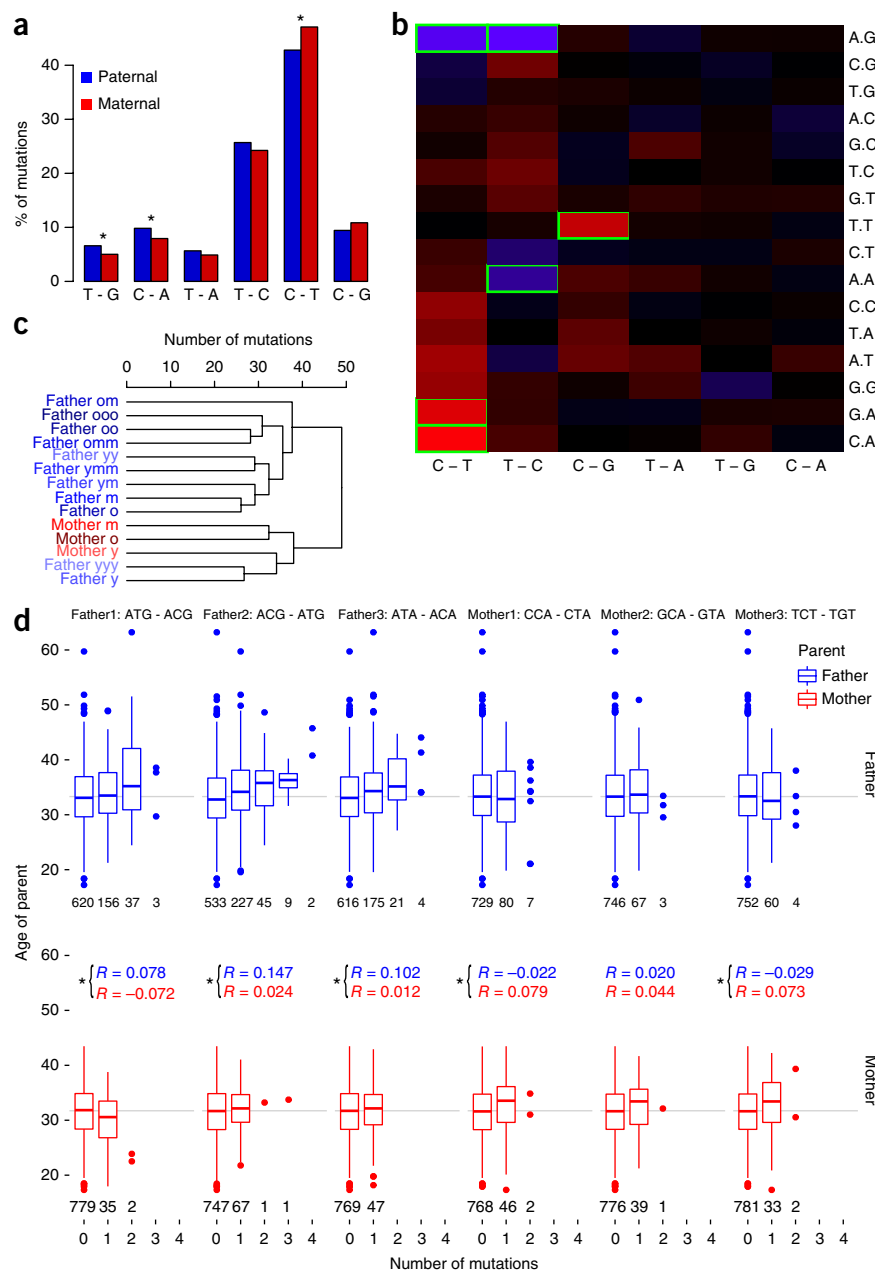 a
*
Paternal
Maternal
*
*
% of mutations
40
30
20
10
0
T - G
C - A
T - A
T - C
C - T
C - G
b
A.G
C.G
T.G
A.C
G.C
T.C
G.T
T.T
C.T
A.A
C.C
T.A
A.T
G.G
G.A
C.A
C – T
T – C
C – G
T – A
T – G
C – A
c
Number of mutations
0 10 20 30 40 50
Father om
Father ooo
Father oo
Father omm
Father yy
Father ymm
Father ym
Father m
Father o
Mother m
Mother o
Mother y
Father yyy
Father y
d
Father1: ATG - ACG
Father2: ACG - ATG
Father3: ATA - ACA
Mother1: CCA - CTA
Mother2: GCA - GTA
Mother3: TCT - TGT
Parent
Father
Mother
60 -
50 -
40 -
30 -
20 -
620 156 37 3
533 227 45 9 2
616 175 21 4
729 80 7
746 67 3
752 60 4
Father
Age of parent
60 -
50 -
40 -
30 -
20 -
* { R = 0.078
R = –0.072
* { R = 0.147
R = 0.024
* { R = 0.102
R = 0.012
* { R = –0.022
R = 0.079
R = 0.020
R = 0.044
* { R = –0.029
R = 0.073
Mother
779 35 2
747 67 1 1
769 47
768 46 2
776 39 1
781 33 2
0 1 2 3 4
0 1 2 3 4
0 1 2 3 4
0 1 2 3 4
0 1 2 3 4
0 1 2 3 4
Number of mutations